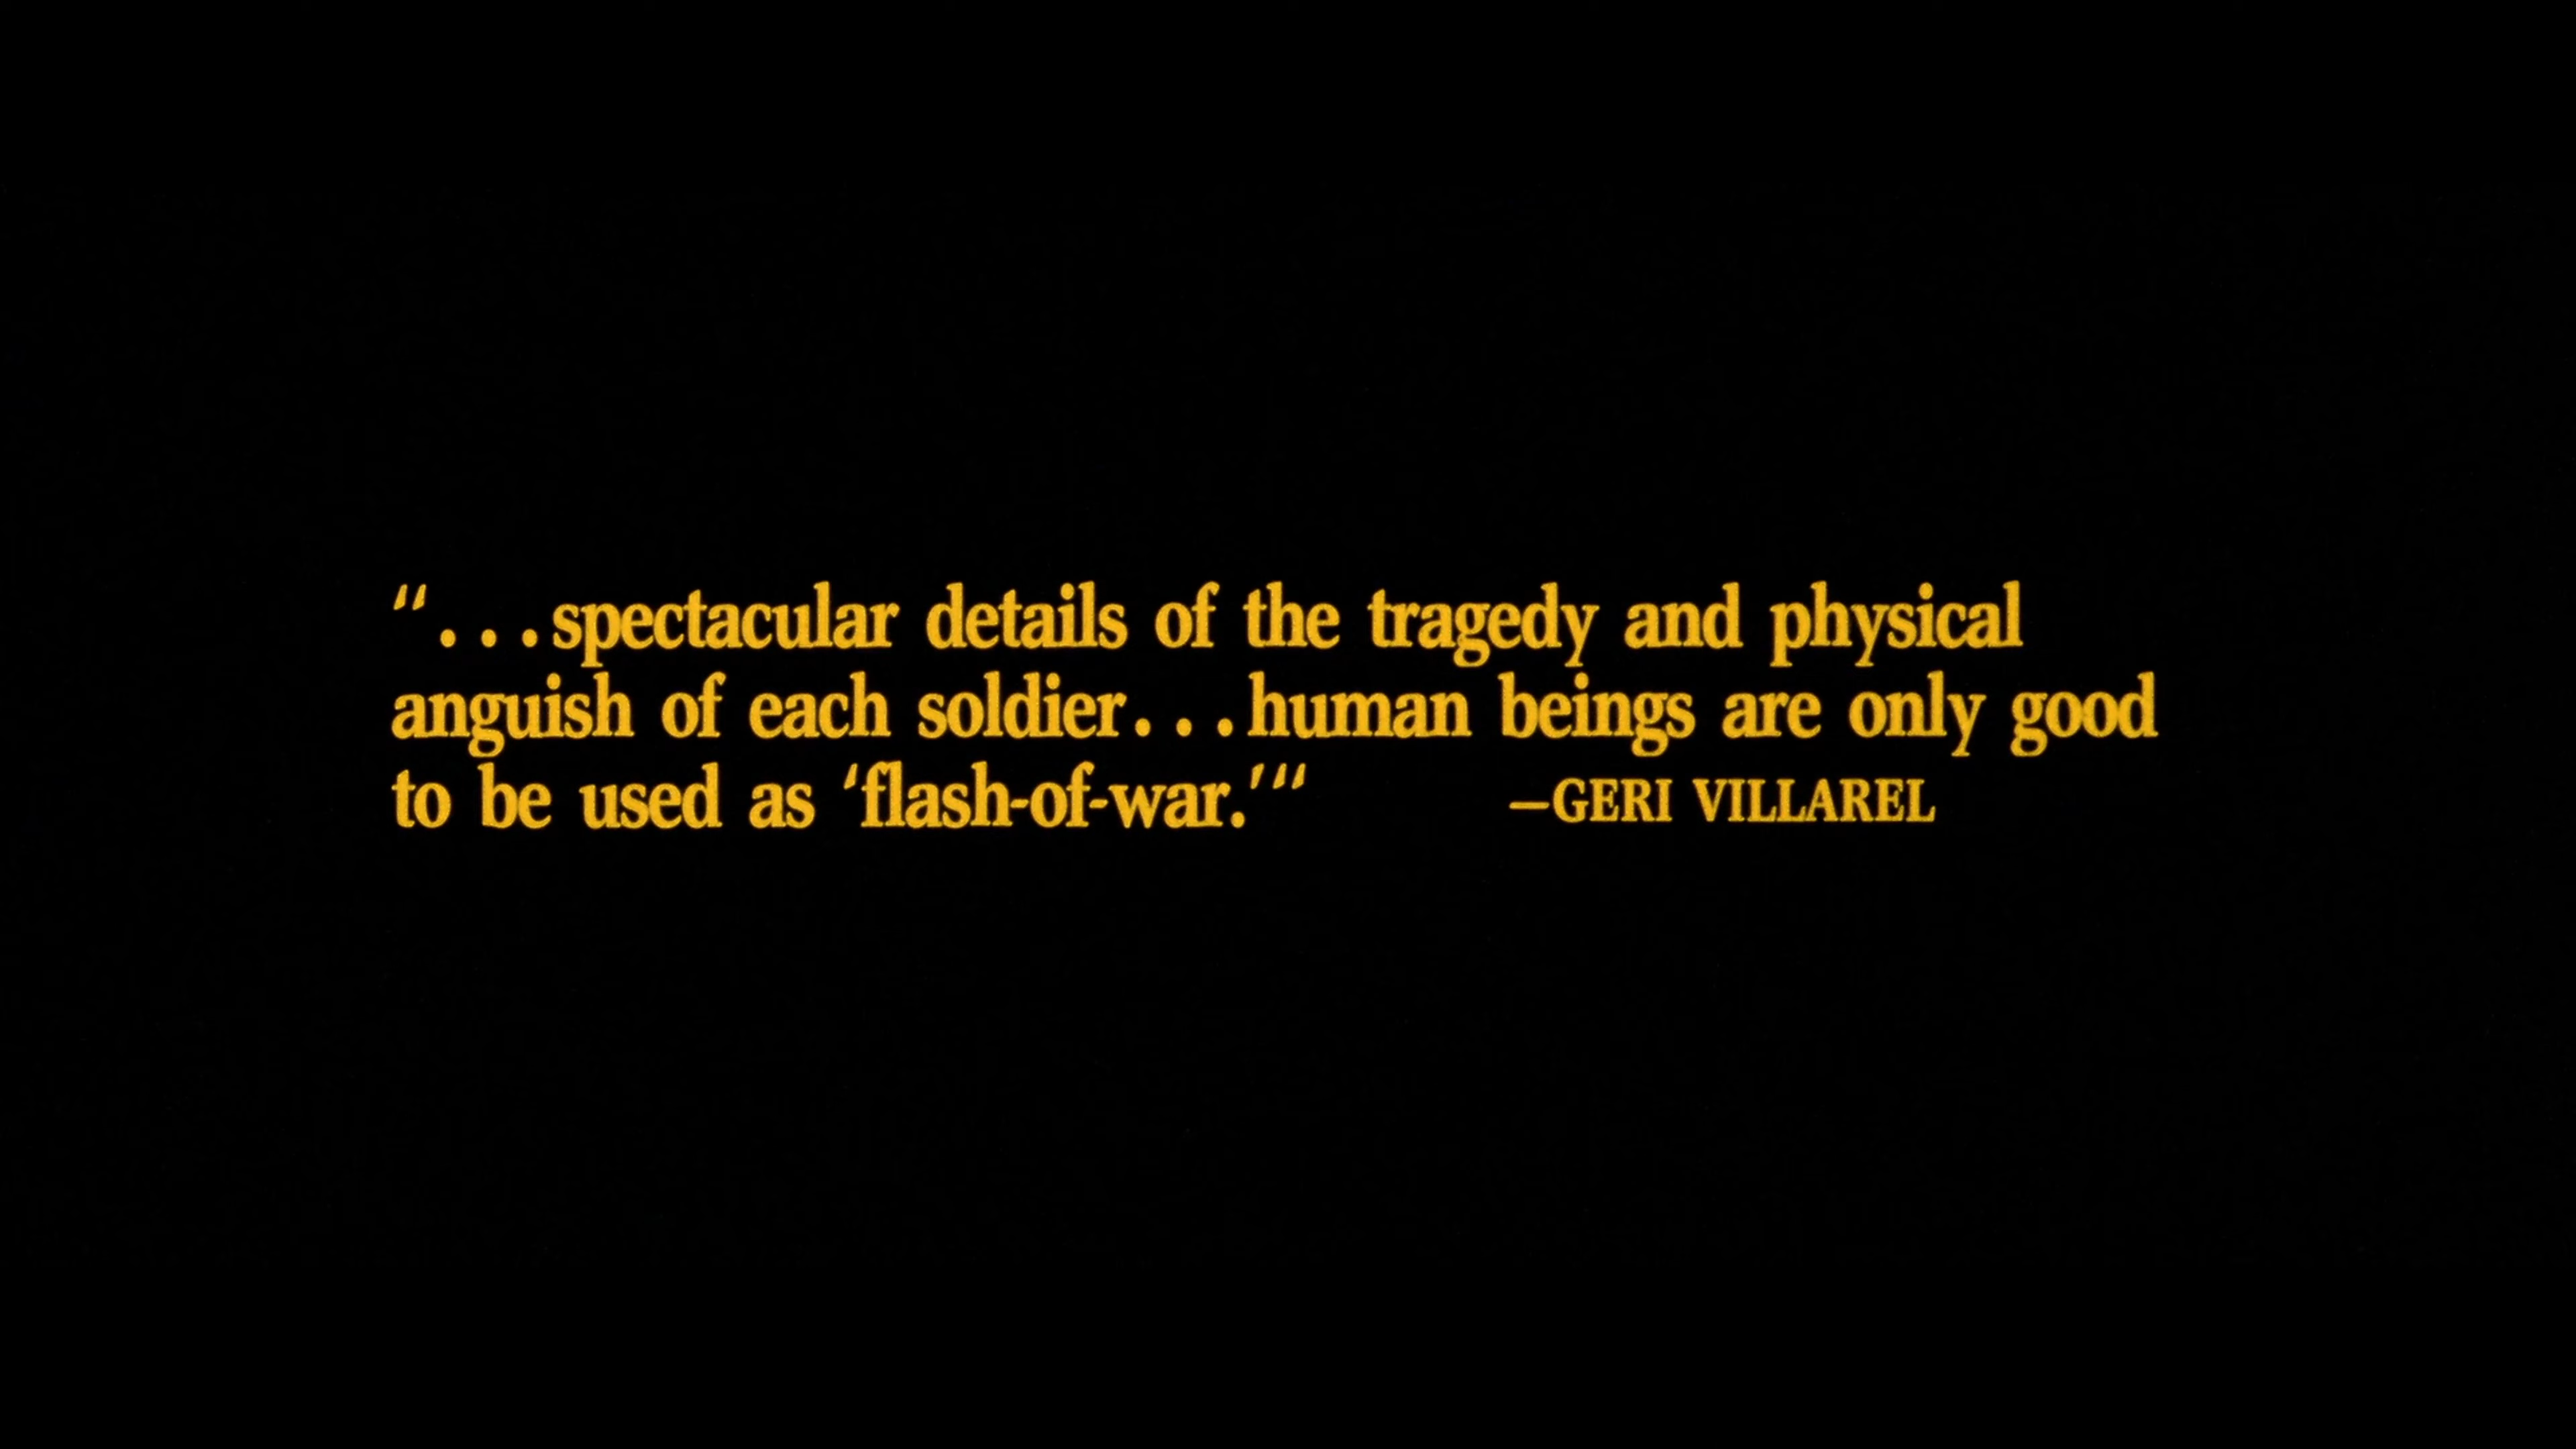 “...spectacular details of the tragedy and physical
anguish of each soldier...human beings are only good
to be used as ‘flash-of-war.’” —GERI VILLAREL